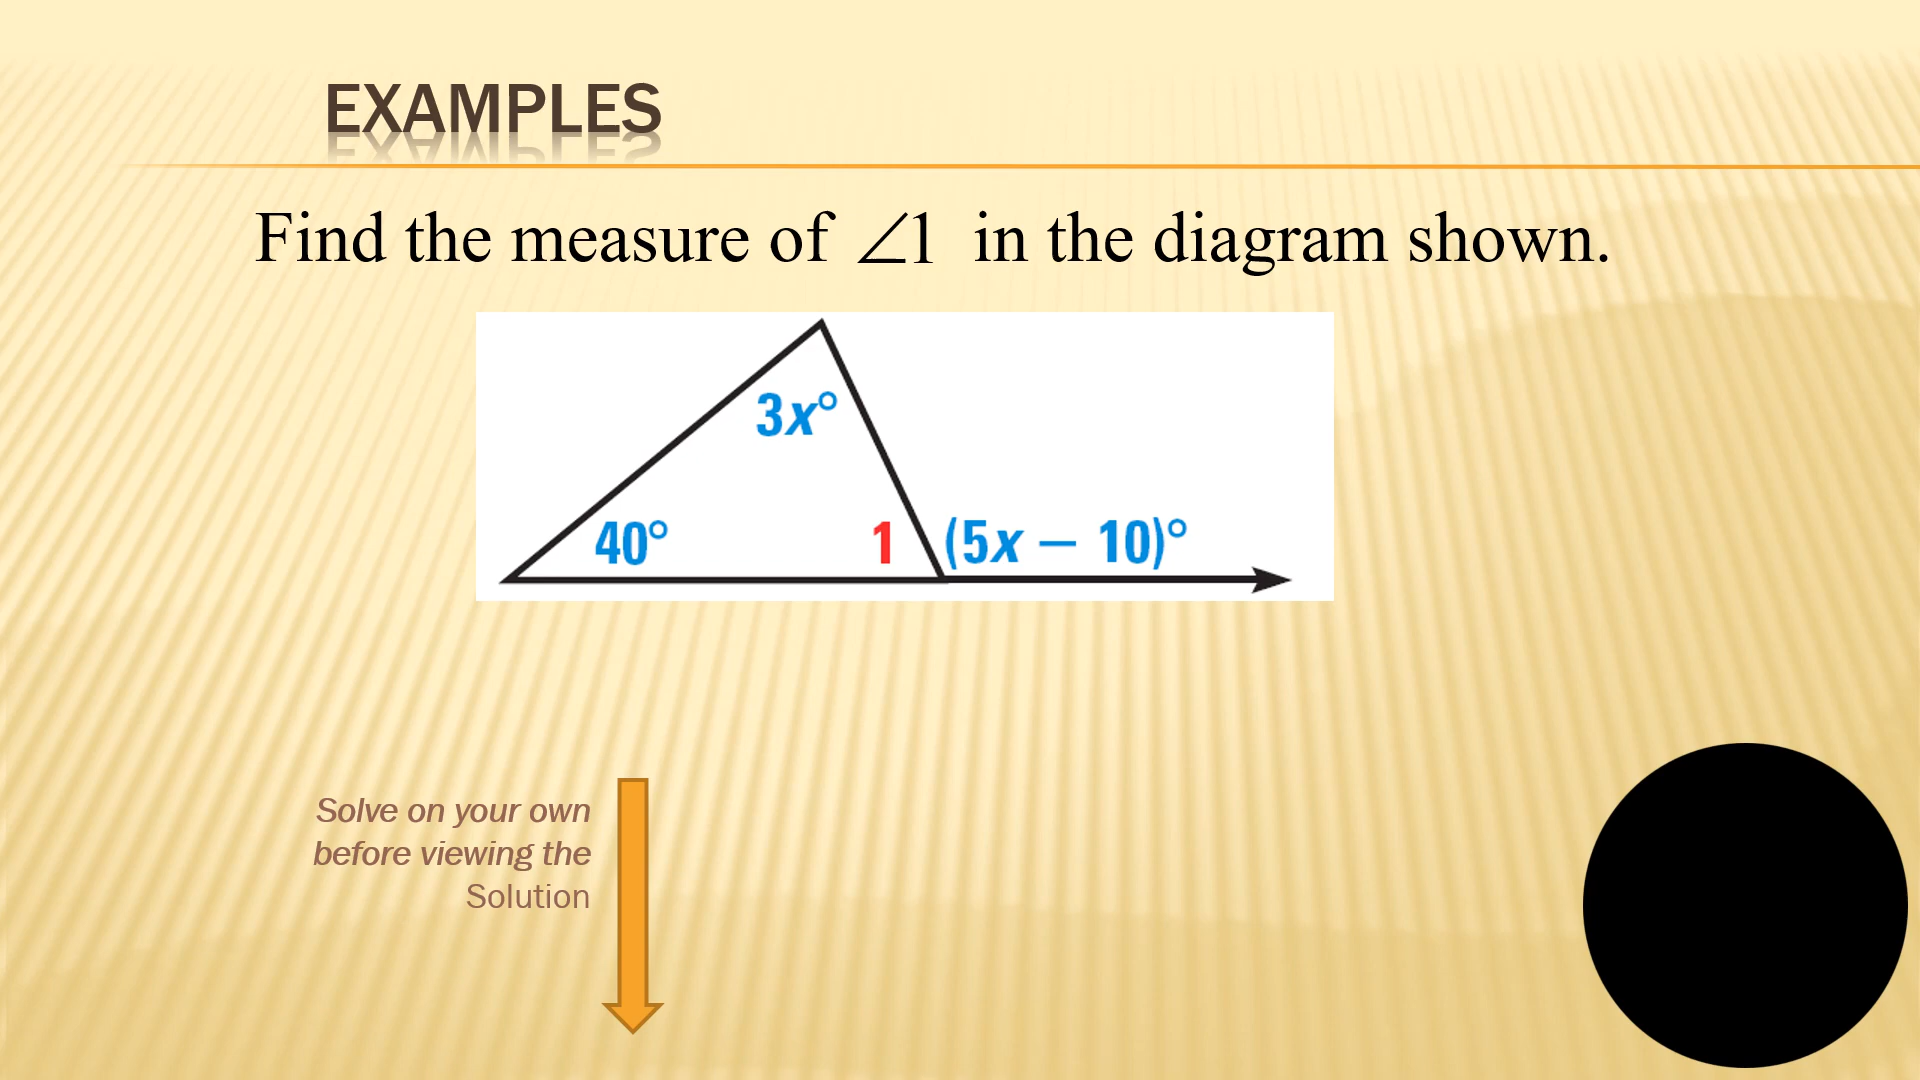 EXAMPLES
Find the measure of ∠1 in the diagram shown.
3x°
40° 1 (5x – 10)°
Solve on your own
before viewing the
Solution